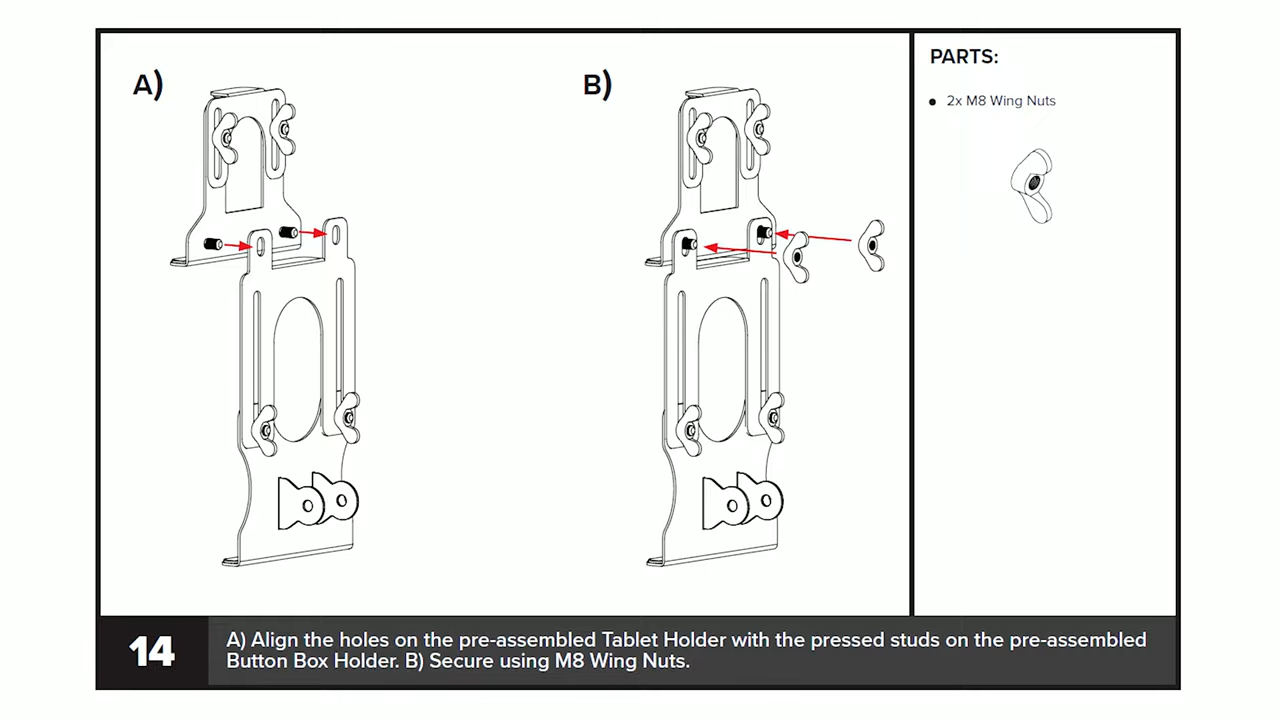 A)
B)
PARTS:
● 2x M8 Wing Nuts
14
A) Align the holes on the pre-assembled Tablet Holder with the pressed studs on the pre-assembled
Button Box Holder. B) Secure using M8 Wing Nuts.